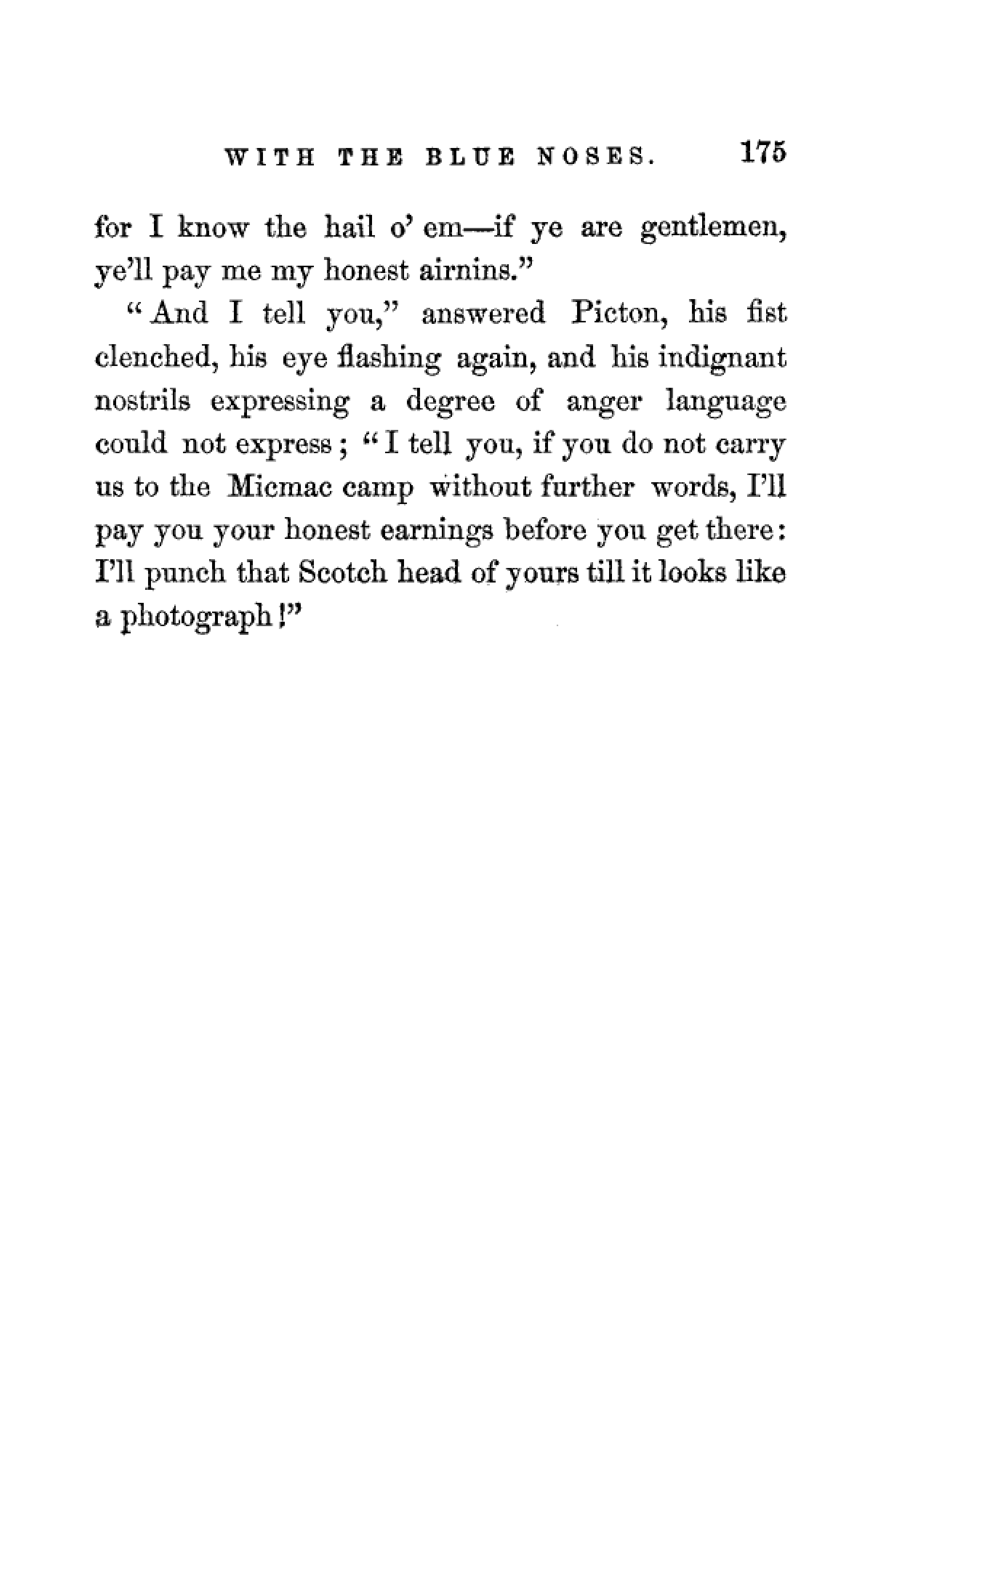 WITH THE BLUE NOSES. 175
for I know the hail o’ em—if ye are gentlemen,
ye’ll pay me my honest airnins.”
“And I tell you,” answered Picton, his fist
clenched, his eye flashing again, and his indignant
nostrils expressing a degree of anger language
could not express; “I tell you, if you do not carry
us to the Micmac camp without further words, I’ll
pay you your honest earnings before you get there:
I’ll punch that Scotch head of yours till it looks like
a photograph!”